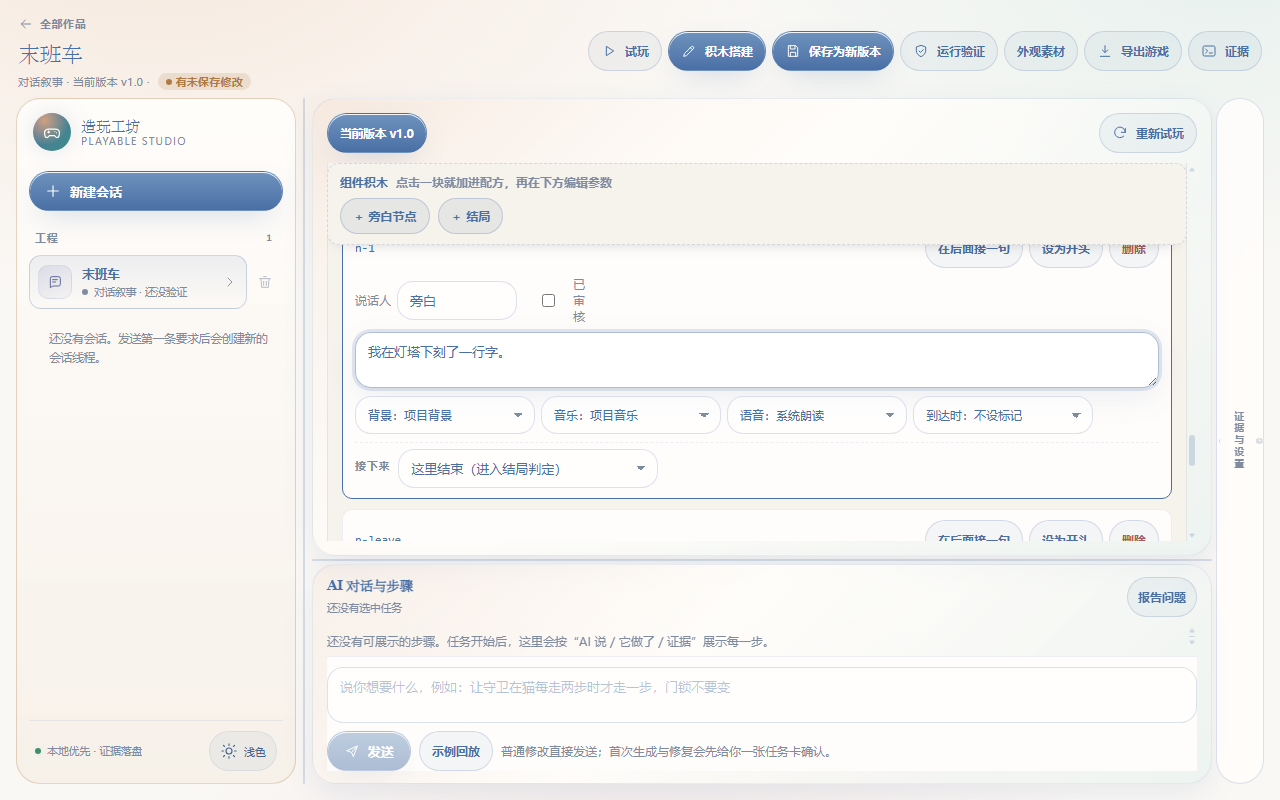 全部作品
末班车
对话叙事 · 当前版本 v1.0 ·
有未保存修改
试玩
积木搭建
保存为新版本
运行验证
外观素材
导出游戏
证据
造玩工坊
PLAYABLE STUDIO
新建会话
工程
1
末班车
对话叙事 · 还没验证
还没有会话。发送第一条要求后会创建新的
会话线程。
本地优先 · 证据落盘
浅色
当前版本 v1.0
重新试玩
组件积木 点击一块就加进配方，再在下方编辑参数
+ 旁白节点
+ 结局
n-1
在后面接一句
设为开头
删除
说话人
旁白
已
审
核
我在灯塔下刻了一行字。
背景：项目背景
音乐：项目音乐
语音：系统朗读
到达时：不设标记
接下来
这里结束（进入结局判定）
n-leave
在后面接一句
设为开头
删除
AI 对话与步骤
还没有选中任务
报告问题
还没有可展示的步骤。任务开始后，这里会按“AI 说 / 它做了 / 证据”展示每一步。
说你想要什么，例如：让守卫在猫每走两步时才走一步，门锁不要变
发送
示例回放
普通修改直接发送；首次生成与修复会先给你一张任务卡确认。
证据与设置